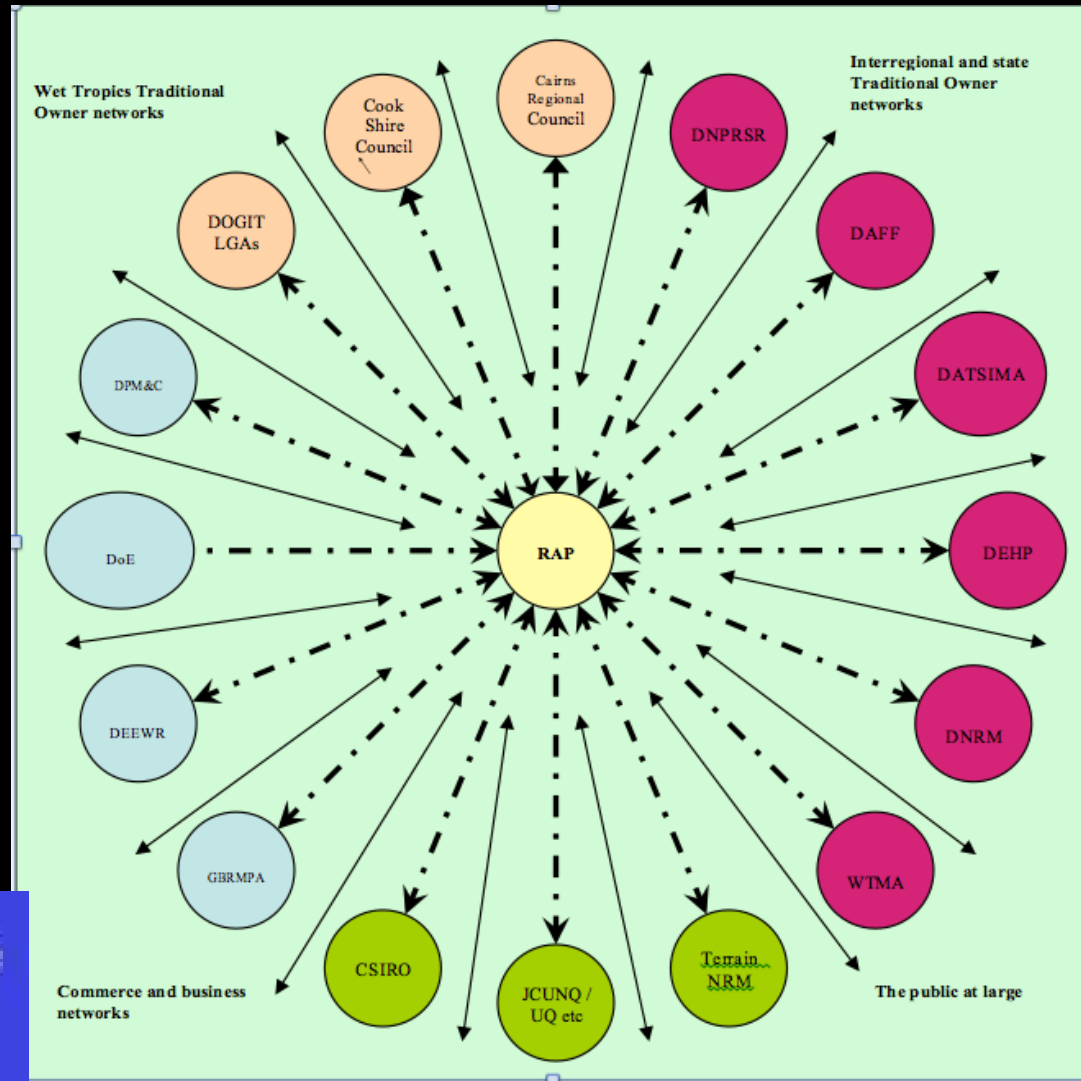 Wet Tropics Traditional
Owner networks
Interregional and state
Traditional Owner
networks
Cairns
Regional
Council
Cook
Shire
Council
DNPRSR
DOGIT
LGAs
DAFF
DPM&C
DATSIMA
DoE
RAP
DEHP
DEEWR
DNRM
GBRMPA
WTMA
CSIRO
JCUNQ /
UQ etc
Terrain
NRM
Commerce and business
networks
The public at large